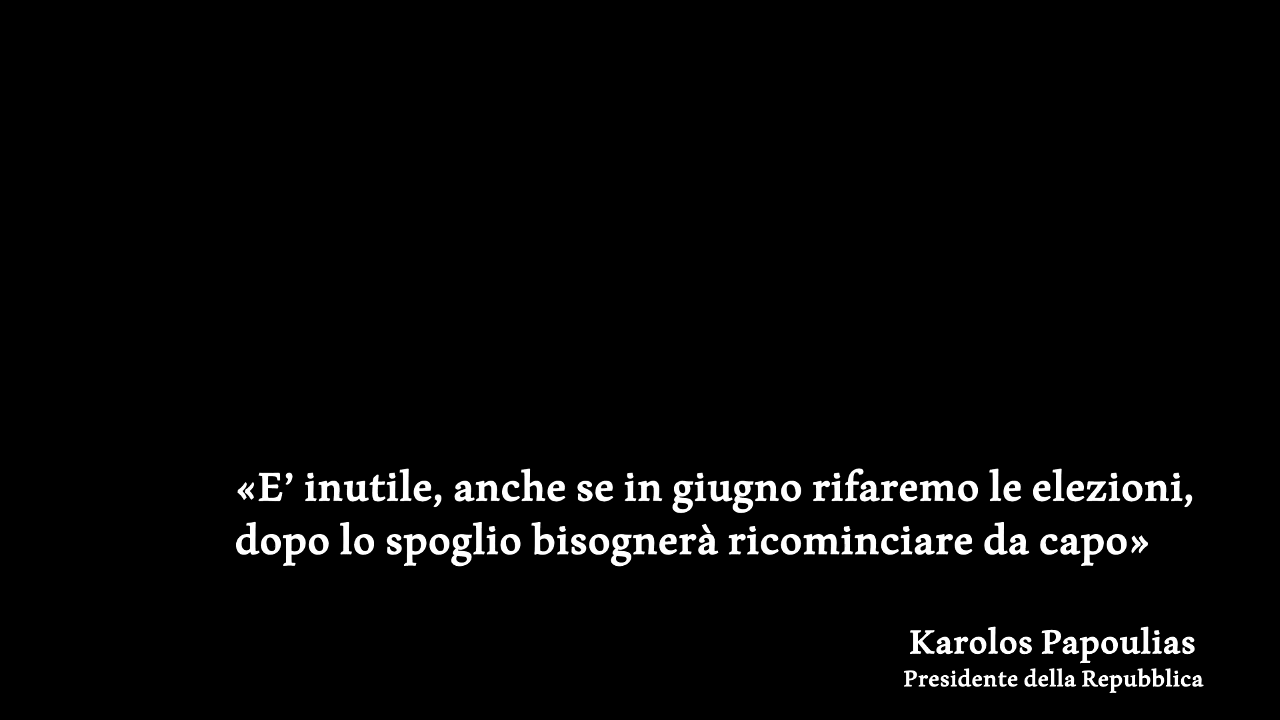 «E’ inutile, anche se in giugno rifaremo le elezioni,
dopo lo spoglio bisognerà ricominciare da capo»
Karolos Papoulias
Presidente della Repubblica